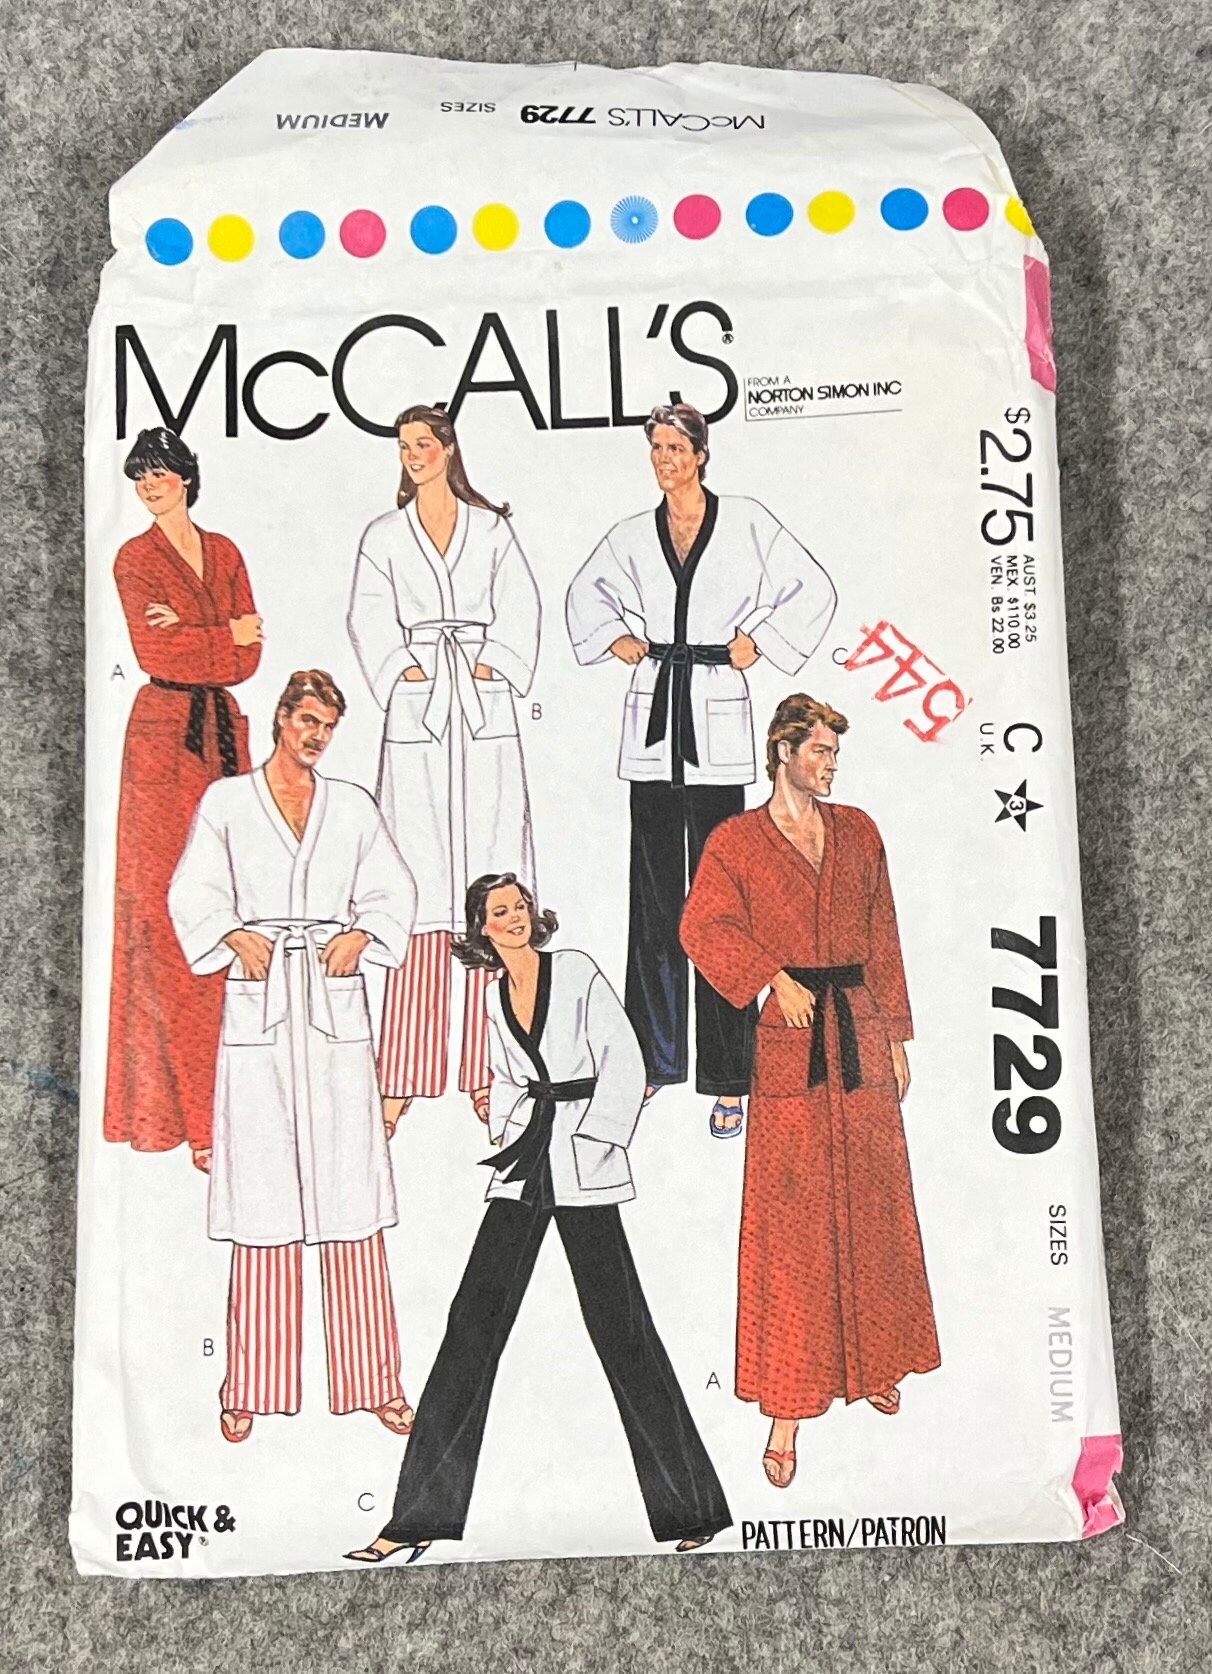 McCALL'S 7729 SIZES MEDIUM
McCALL'S®
FROM A
NORTON SIMON INC
COMPANY
$2.75
AUST. $3.25
MEX. $110.00
VEN. Bs 22.00
C
U.K.
3
7729
SIZES
MEDIUM
544
A
B
C
B
A
C
QUICK &
EASY®
PATTERN/PATRON